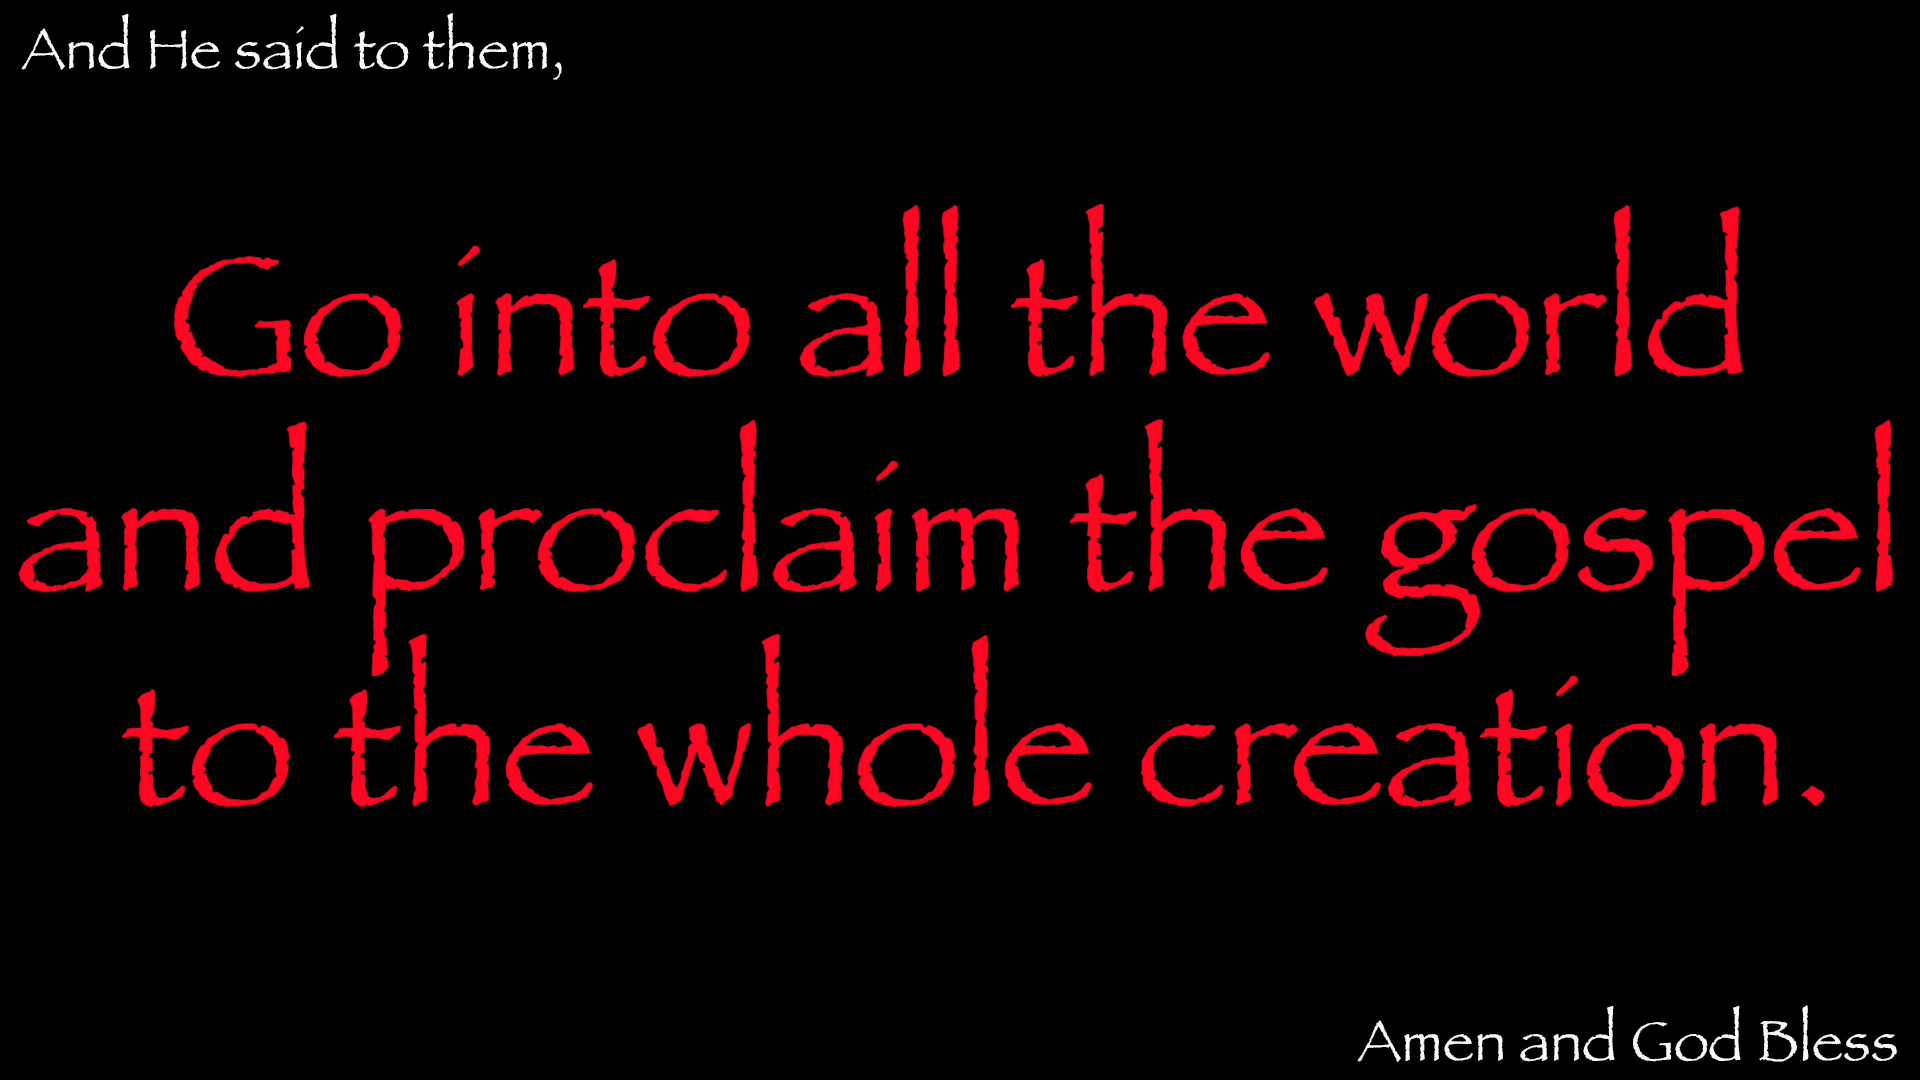 And He said to them,
Go into all the world
and proclaim the gospel
to the whole creation.
Amen and God Bless